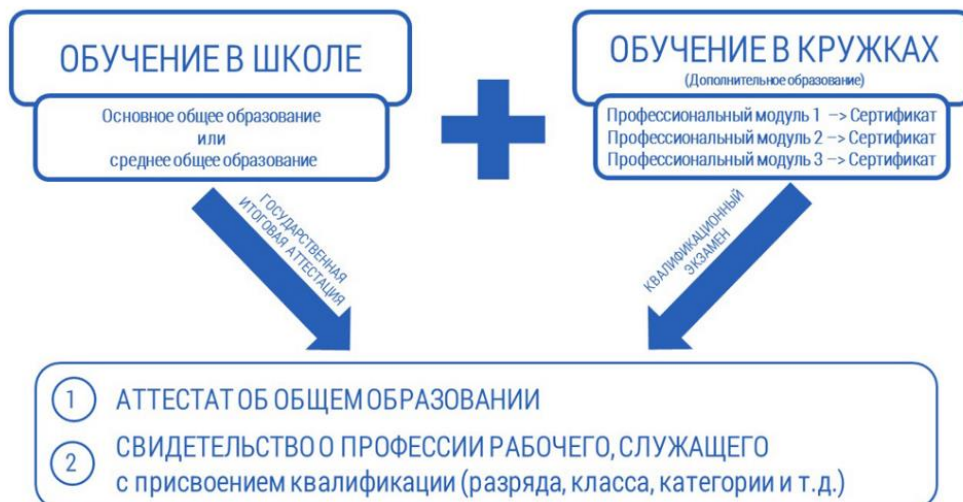 ОБУЧЕНИЕ В ШКОЛЕ
Основное общее образование
или
среднее общее образование
ОБУЧЕНИЕ В КРУЖКАХ
(Дополнительное образование)
Профессиональный модуль 1 –> Сертификат
Профессиональный модуль 2 –> Сертификат
Профессиональный модуль 3 –> Сертификат
ГОСУДАРСТВЕННАЯ
ИТОГОВАЯ АТТЕСТАЦИЯ
КВАЛИФИКАЦИОННЫЙ
ЭКЗАМЕН
1 АТТЕСТАТ ОБ ОБЩЕМ ОБРАЗОВАНИИ
2 СВИДЕТЕЛЬСТВО О ПРОФЕССИИ РАБОЧЕГО, СЛУЖАЩЕГО
с присвоением квалификации (разряда, класса, категории и т.д.)